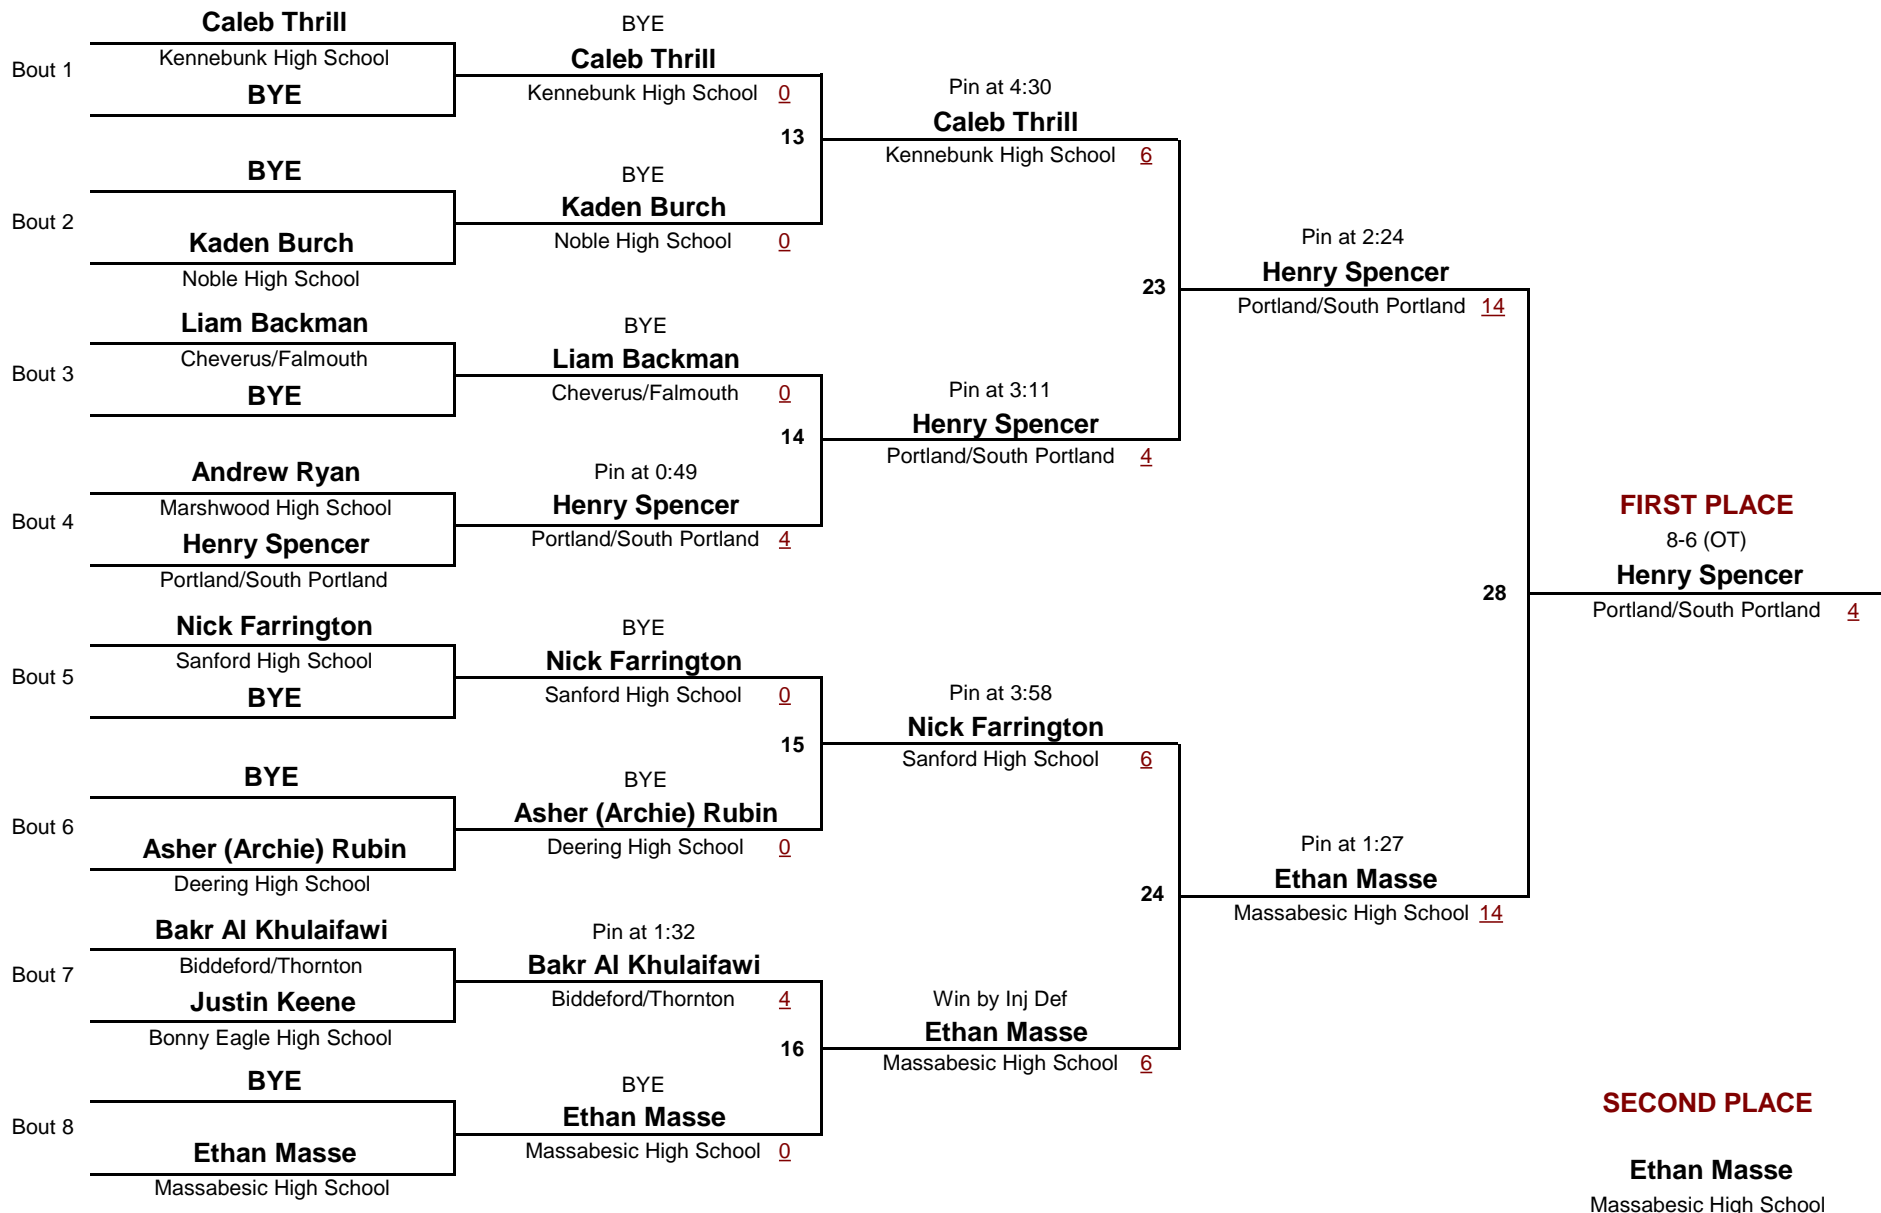 Caleb Thrill
Bout 1
Kennebunk High School
BYE
BYE
Bout 2
Kaden Burch
Noble High School
Liam Backman
Bout 3
Cheverus/Falmouth
BYE
Andrew Ryan
Bout 4
Marshwood High School
Henry Spencer
Portland/South Portland
Nick Farrington
Bout 5
Sanford High School
BYE
BYE
Bout 6
Asher (Archie) Rubin
Deering High School
Bakr Al Khulaifawi
Bout 7
Biddeford/Thornton
Justin Keene
Bonny Eagle High School
BYE
Bout 8
Ethan Masse
Massabesic High School
BYE
Caleb Thrill
Kennebunk High School 0
13
BYE
Kaden Burch
Noble High School 0
BYE
Liam Backman
Cheverus/Falmouth 0
14
Pin at 0:49
Henry Spencer
Portland/South Portland 4
BYE
Nick Farrington
Sanford High School 0
15
BYE
Asher (Archie) Rubin
Deering High School 0
Pin at 1:32
Bakr Al Khulaifawi
Biddeford/Thornton 4
16
BYE
Ethan Masse
Massabesic High School 0
Pin at 4:30
Caleb Thrill
Kennebunk High School 6
23
Pin at 3:11
Henry Spencer
Portland/South Portland 4
Pin at 3:58
Nick Farrington
Sanford High School 6
24
Win by Inj Def
Ethan Masse
Massabesic High School 6
Pin at 2:24
Henry Spencer
Portland/South Portland 14
28
Pin at 1:27
Ethan Masse
Massabesic High School 14
FIRST PLACE
8-6 (OT)
Henry Spencer
Portland/South Portland 4
SECOND PLACE
Ethan Masse
Massabesic High School